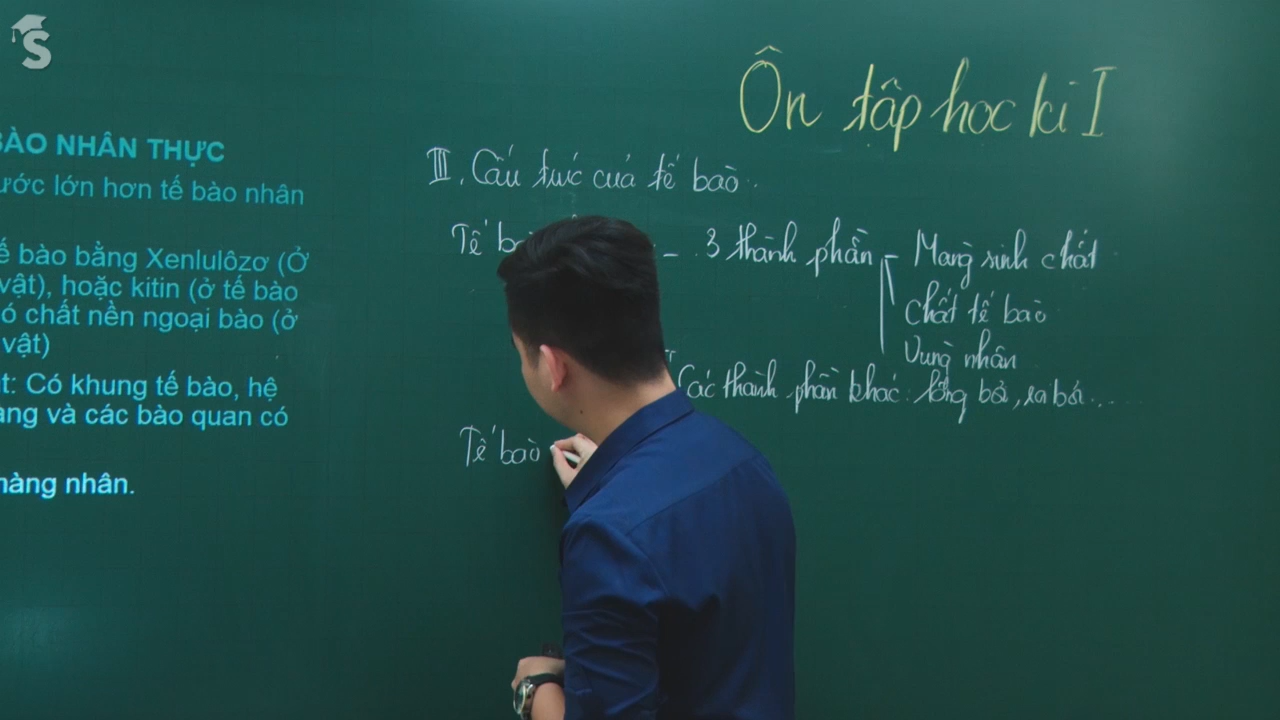 Ôn tập học kì I
BÀO NHÂN THỰC
ước lớn hơn tế bào nhân
ế bào bằng Xenlulôzơ (Ở
vật), hoặc kitin (ở tế bào
ó chất nền ngoại bào (ở
vật)
t: Có khung tế bào, hệ
ang và các bào quan có
màng nhân.
III. Cấu trúc của tế bào
Tế - 3 thành phần - Màng sinh chất
Chất tế bào
Vùng nhân
Các thành phần khác: lông bơi,
Tế bào
S